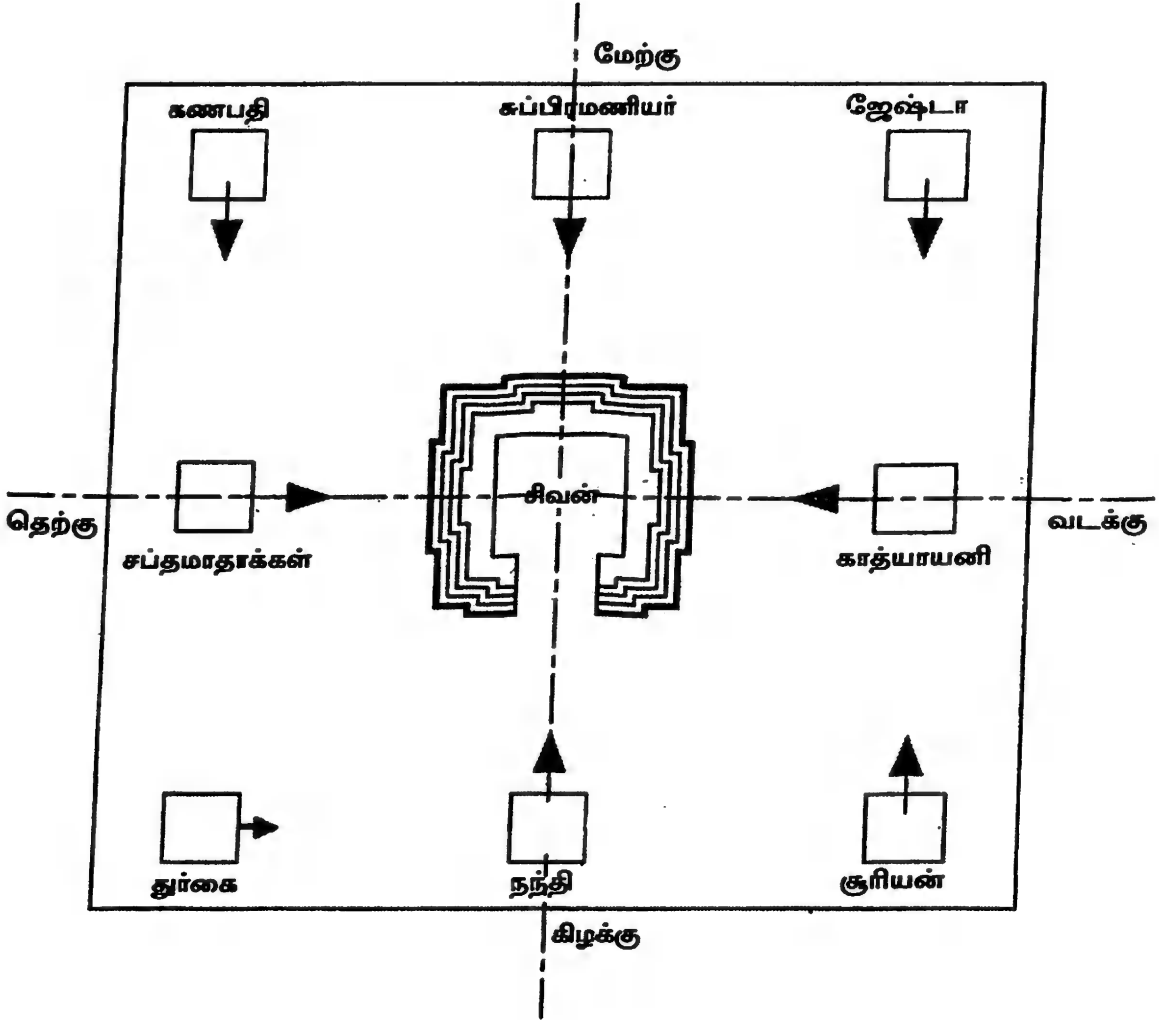 மேற்கு
கணபதி
சுப்பிரமணியர்
ஜேஷ்டா
சிவன்
தெற்கு
வடக்கு
சப்தமாதாக்கள்
காத்யாயனி
துர்கை
நந்தி
சூரியன்
கிழக்கு